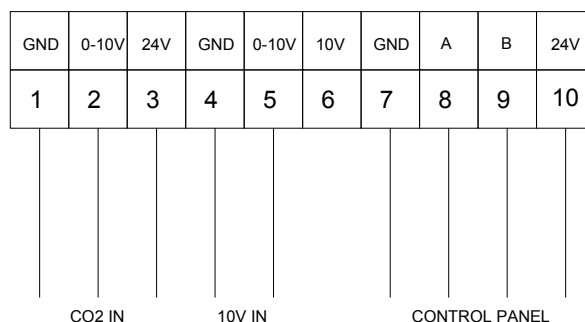 GND 0-10V 24V GND 0-10V 10V GND A B 24V
1 2 3 4 5 6 7 8 9 10
CO2 IN 10V IN CONTROL PANEL